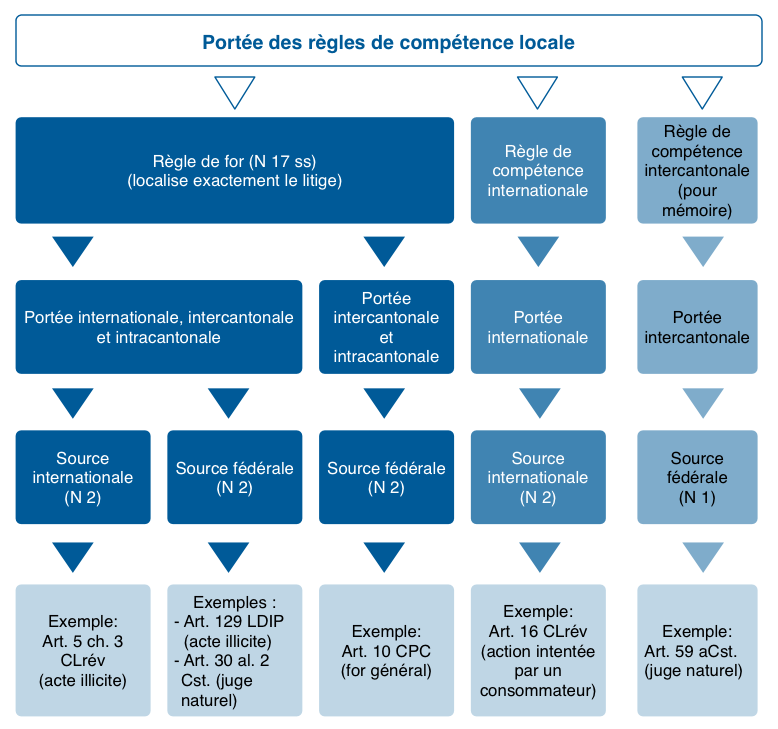 Portée des règles de compétence locale
Règle de for (N 17 ss)
(localise exactement le litige)
Règle de
compétence
internationale
Règle de
compétence
intercantonale
(pour
mémoire)
Portée internationale, intercantonale
et intracantonale
Portée
intercantonale
et
intracantonale
Portée
internationale
Portée
intercantonale
Source
internationale
(N 2)
Source fédérale
(N 2)
Source fédérale
(N 2)
Source
internationale
(N 2)
Source
fédérale
(N 1)
Exemple:
Art. 5 ch. 3
CLrév
(acte illicite)
Exemples :
- Art. 129 LDIP
(acte illicite)
- Art. 30 al. 2
Cst. (juge
naturel)
Exemple:
Art. 10 CPC
(for général)
Exemple:
Art. 16 CLrév
(action intentée
par un
consommateur)
Exemple:
Art. 59 aCst.
(juge naturel)